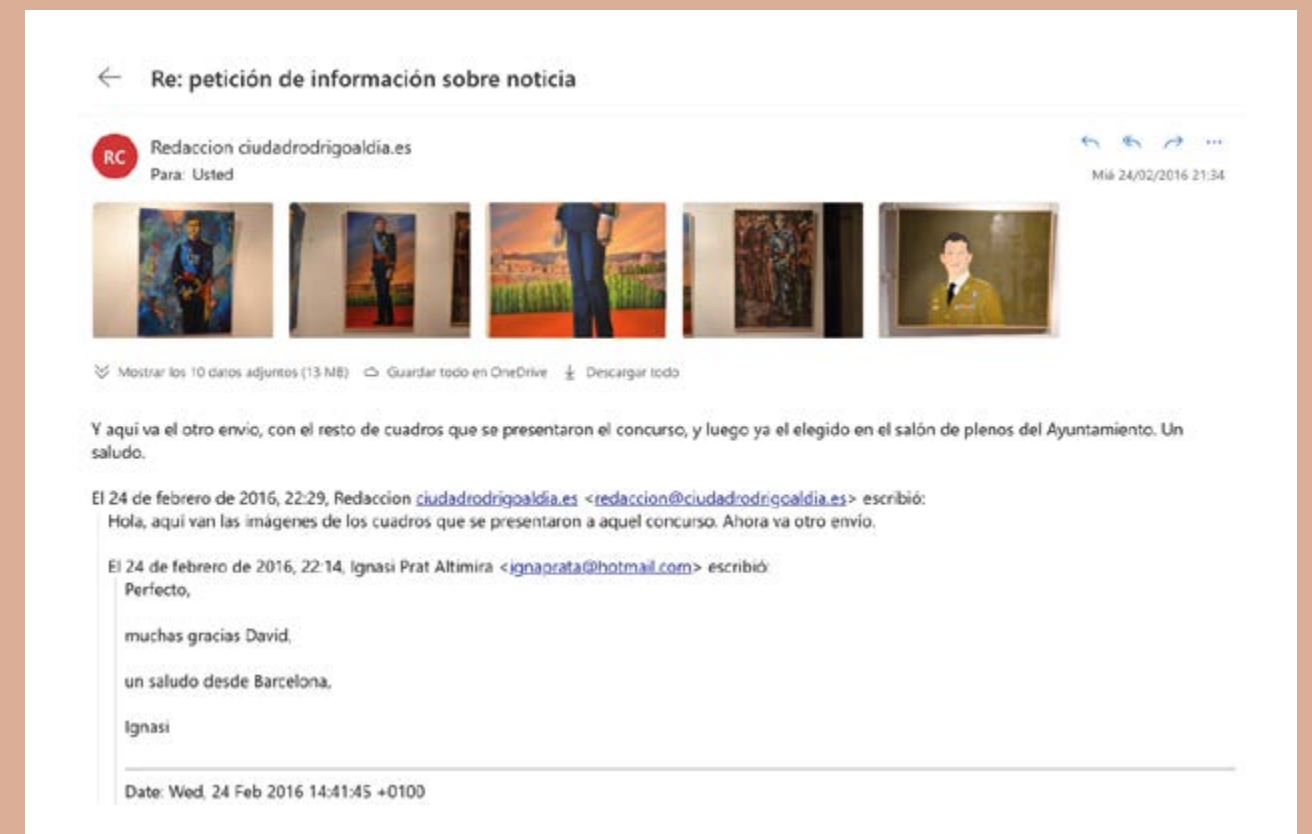 Re: petición de información sobre noticia
RC
Redaccion ciudadrodrigoaldía.es
Para: Usted
Mié 24/02/2016 21:34
Mostrar los 10 datos adjuntos (13 MB) Guardar todo en OneDrive Descargar todo
Y aquí va el otro envío, con el resto de cuadros que se presentaron el concurso, y luego ya el elegido en el salón de plenos del Ayuntamiento. Un
saludo.
El 24 de febrero de 2016, 22:29, Redaccion ciudadrodrigoaldia.es <redaccion@ciudadrodrigoaldia.es> escribió:
Hola, aquí van las imágenes de los cuadros que se presentaron a aquel concurso. Ahora va otro envío.
El 24 de febrero de 2016, 22:14, Ignasi Prat Altimira <ignaprata@hotmail.com> escribió:
Perfecto,
muchas gracias David,
un saludo desde Barcelona,
Ignasi
Date: Wed, 24 Feb 2016 14:41:45 +0100